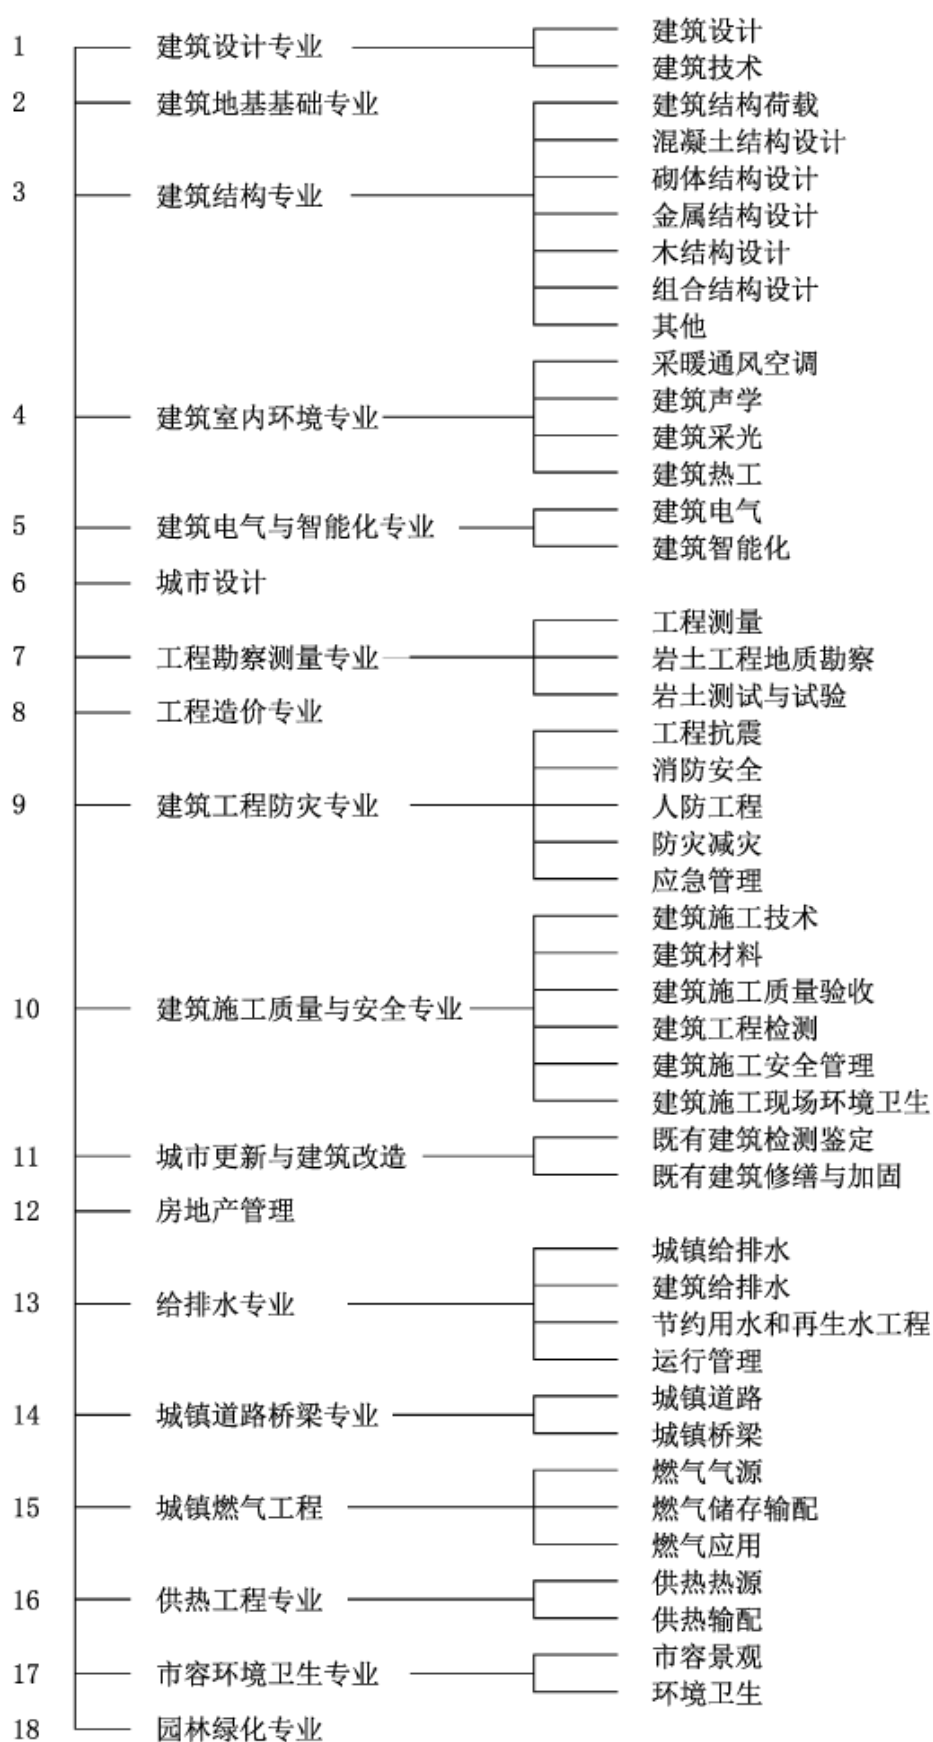 1 建筑设计专业
建筑设计
建筑技术
2 建筑地基基础专业
3 建筑结构专业
建筑结构荷载
混凝土结构设计
砌体结构设计
金属结构设计
木结构设计
组合结构设计
其他
4 建筑室内环境专业
采暖通风空调
建筑声学
建筑采光
建筑热工
5 建筑电气与智能化专业
建筑电气
建筑智能化
6 城市设计
7 工程勘察测量专业
工程测量
岩土工程地质勘察
岩土测试与试验
8 工程造价专业
9 建筑工程防灾专业
工程抗震
消防安全
人防工程
防灾减灾
应急管理
10 建筑施工质量与安全专业
建筑施工技术
建筑材料
建筑施工质量验收
建筑工程检测
建筑施工安全管理
建筑施工现场环境卫生
11 城市更新与建筑改造
既有建筑检测鉴定
既有建筑修缮与加固
12 房地产管理
13 给排水专业
城镇给排水
建筑给排水
节约用水和再生水工程
运行管理
14 城镇道路桥梁专业
城镇道路
城镇桥梁
15 城镇燃气工程
燃气气源
燃气储存输配
燃气应用
16 供热工程专业
供热热源
供热输配
17 市容环境卫生专业
市容景观
环境卫生
18 园林绿化专业